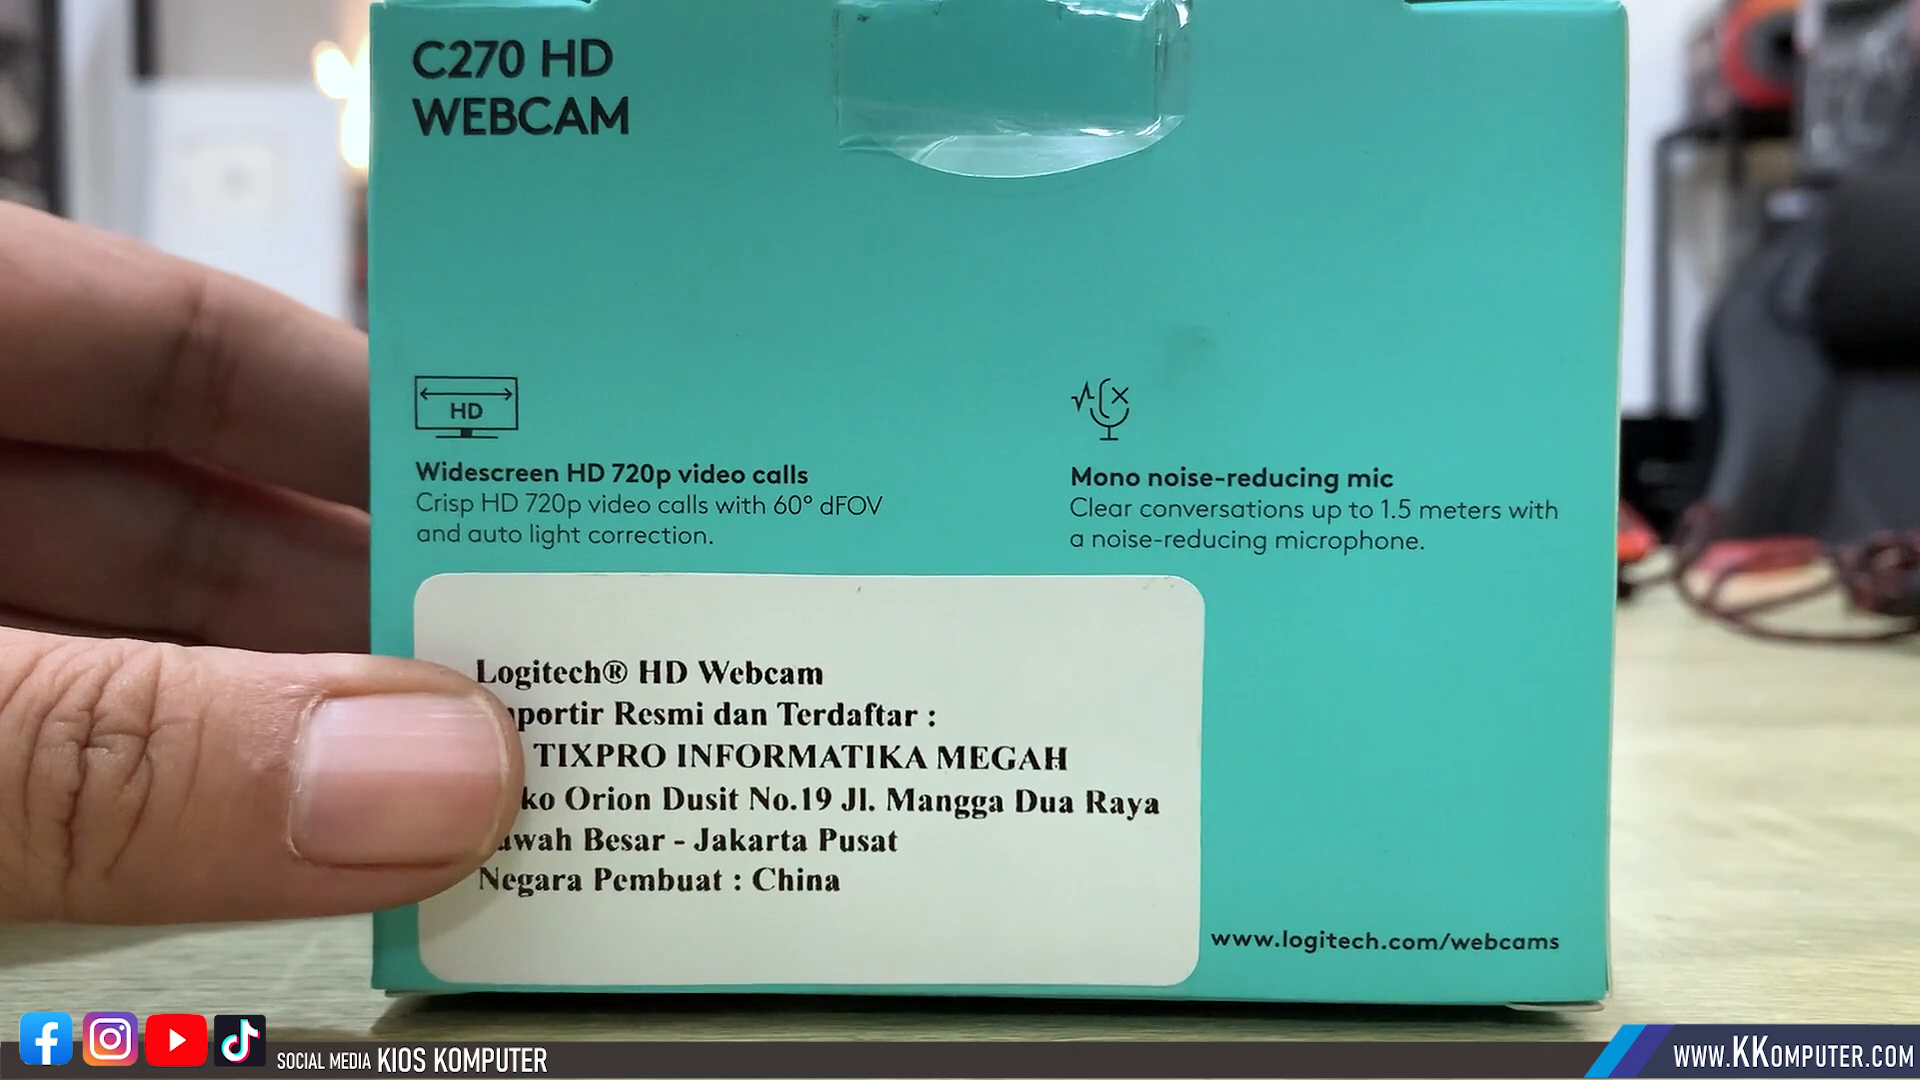 C270 HD
WEBCAM
HD
Widescreen HD 720p video calls
Crisp HD 720p video calls with 60° dFOV
and auto light correction.
Mono noise-reducing mic
Clear conversations up to 1.5 meters with
a noise-reducing microphone.
Logitech® HD Webcam
Resmi dan Terdaftar :
TIXPRO INFORMATIKA MEGAH
Orion Dusit No.19 Jl. Mangga Dua Raya
Besar - Jakarta Pusat
Negara Pembuat : China
www.logitech.com/webcams
SOCIAL MEDIA KIOS KOMPUTER
WWW.KKOMPUTER.COM